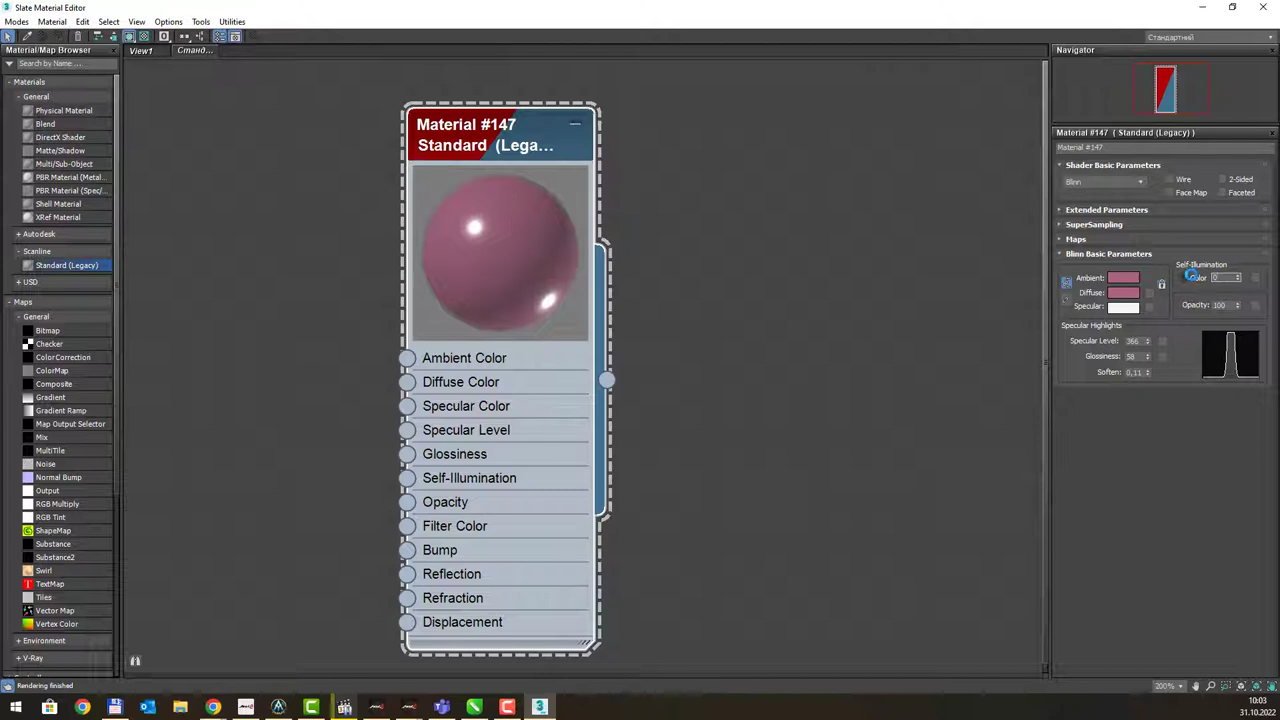 Slate Material Editor
Modes Material Edit Select View Options Tools Utilities
Стандартний
Material/Map Browser
Search by Name ...
- Materials
- General
Physical Material
Blend
DirectX Shader
Matte/Shadow
Multi/Sub-Object
PBR Material (Metal...
PBR Material (Spec/...
Shell Material
XRef Material
+ Autodesk
- Scanline
Standard (Legacy)
+ USD
- Maps
- General
Bitmap
Checker
ColorCorrection
ColorMap
Composite
Gradient
Gradient Ramp
Map Output Selector
Mix
MultiTile
Noise
Normal Bump
Output
RGB Multiply
RGB Tint
ShapeMap
Substance
Substance2
Swirl
TextMap
Tiles
Vector Map
Vertex Color
+ Environment
+ V-Ray
Rendering finished
View1 Станд...
Material #147
Standard (Lega...
Ambient Color
Diffuse Color
Specular Color
Specular Level
Glossiness
Self-Illumination
Opacity
Filter Color
Bump
Reflection
Refraction
Displacement
Navigator
Material #147 ( Standard (Legacy) )
Material #147
Shader Basic Parameters
Blinn
Wire 2-Sided
Face Map Faceted
Extended Parameters
SuperSampling
Maps
Blinn Basic Parameters
Self-Illumination
Ambient: Color 0
Diffuse:
Specular: Opacity: 100
Specular Highlights
Specular Level: 366
Glossiness: 58
Soften: 0,11
200%
10:03
31.10.2022